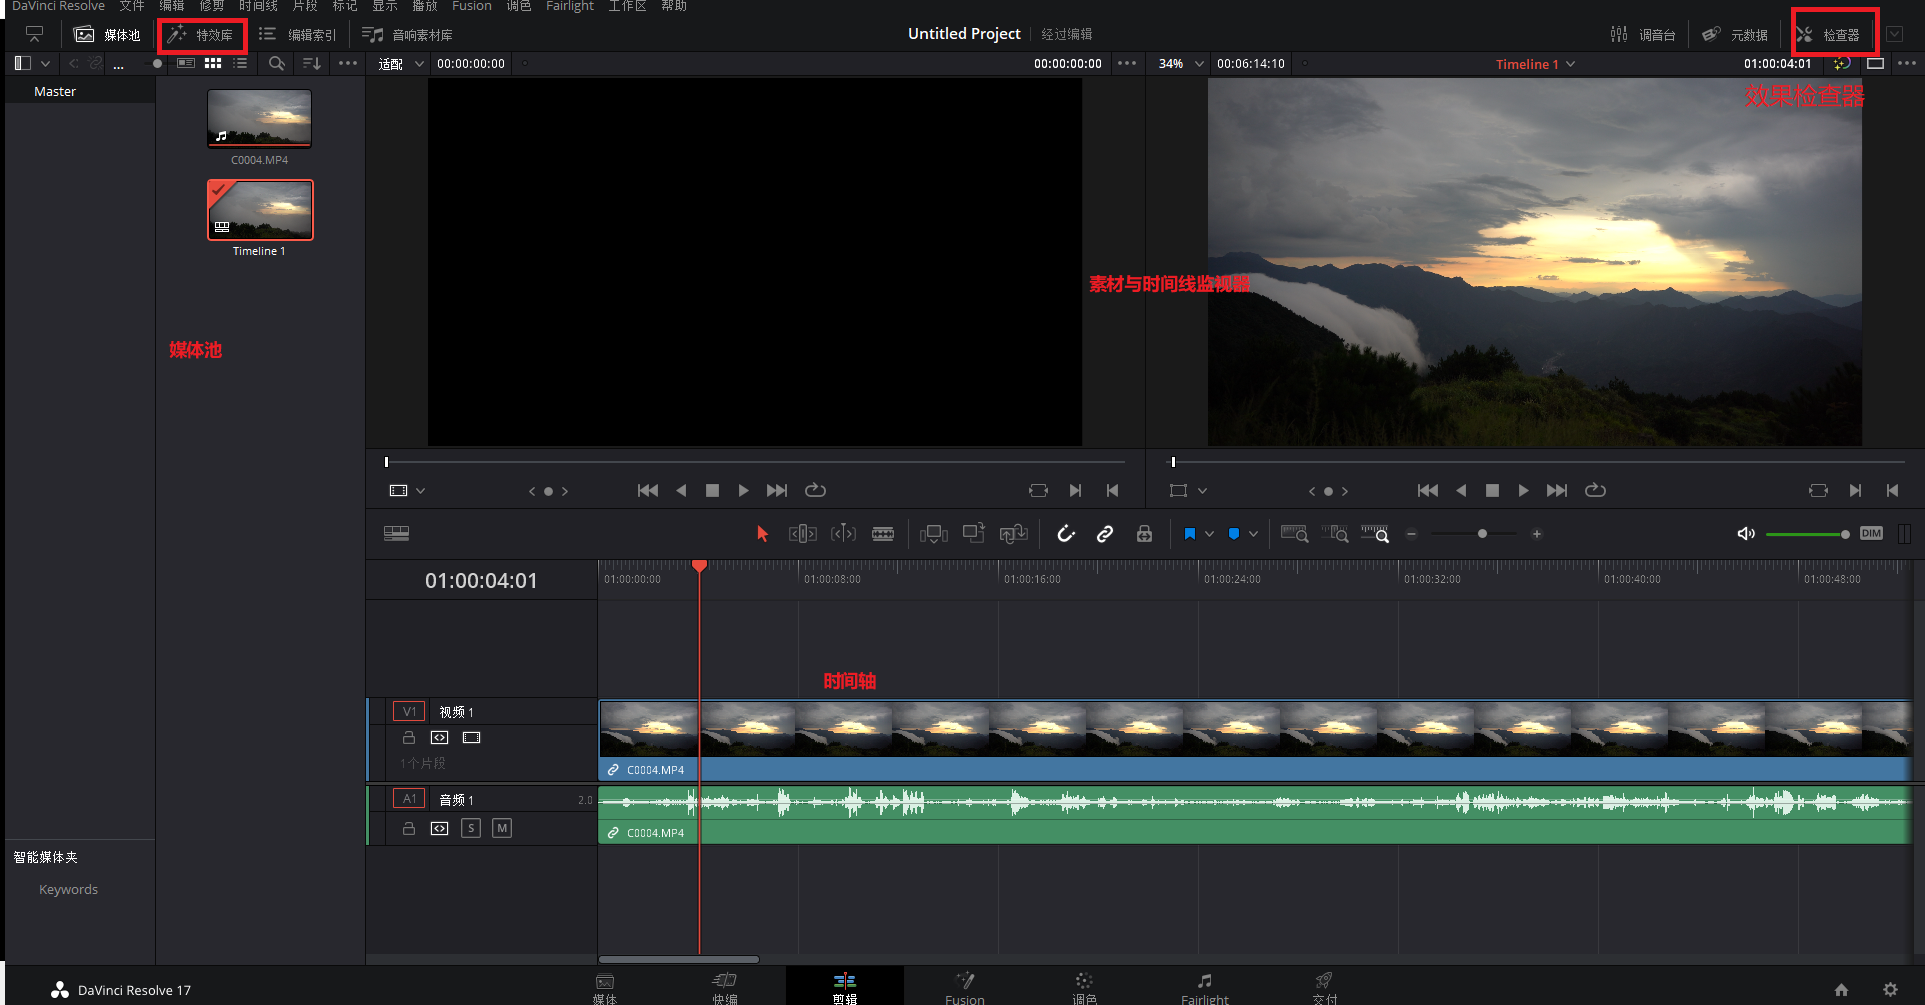 DaVinci Resolve 文件 编辑 修剪 时间线 片段 标记 显示 播放 Fusion 调色 Fairlight 工作区 帮助
媒体池 特效库 编辑索引 音响素材库 Untitled Project 经过编辑 调音台 元数据 检查器
... 适配 00:00:00:00 00:00:00:00 34% 00:06:14:10 Timeline 1 01:00:04:01
Master
效果检查器
C0004.MP4
Timeline 1
素材与时间线监视器
媒体池
DIM
01:00:04:01 01:00:00:00 01:00:08:00 01:00:16:00 01:00:24:00 01:00:32:00 01:00:40:00 01:00:48:00
时间轴
V1 视频 1
1个片段
C0004.MP4
A1 音频 1 2.0
S M
C0004.MP4
智能媒体夹
Keywords
DaVinci Resolve 17
媒体 快编 剪辑 Fusion 调色 Fairlight 交付